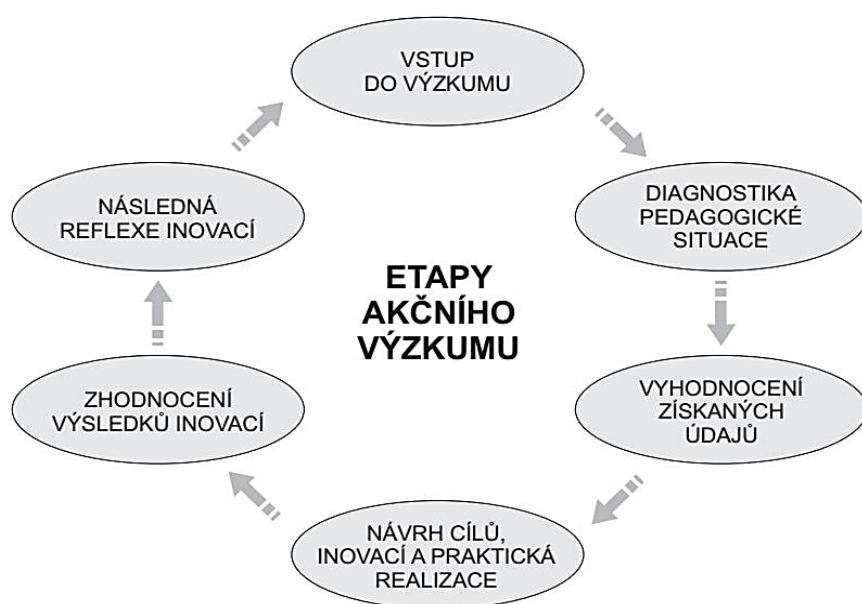 VSTUP
DO VÝZKUMU
DIAGNOSTIKA
PEDAGOGICKÉ
SITUACE
VYHODNOCENÍ
ZÍSKANÝCH
ÚDAJŮ
NÁVRH CÍLŮ,
INOVACÍ A PRAKTICKÁ
REALIZACE
ZHODNOCENÍ
VÝSLEDKŮ INOVACÍ
NÁSLEDNÁ
REFLEXE INOVACÍ
ETAPY
AKČNÍHO
VÝZKUMU